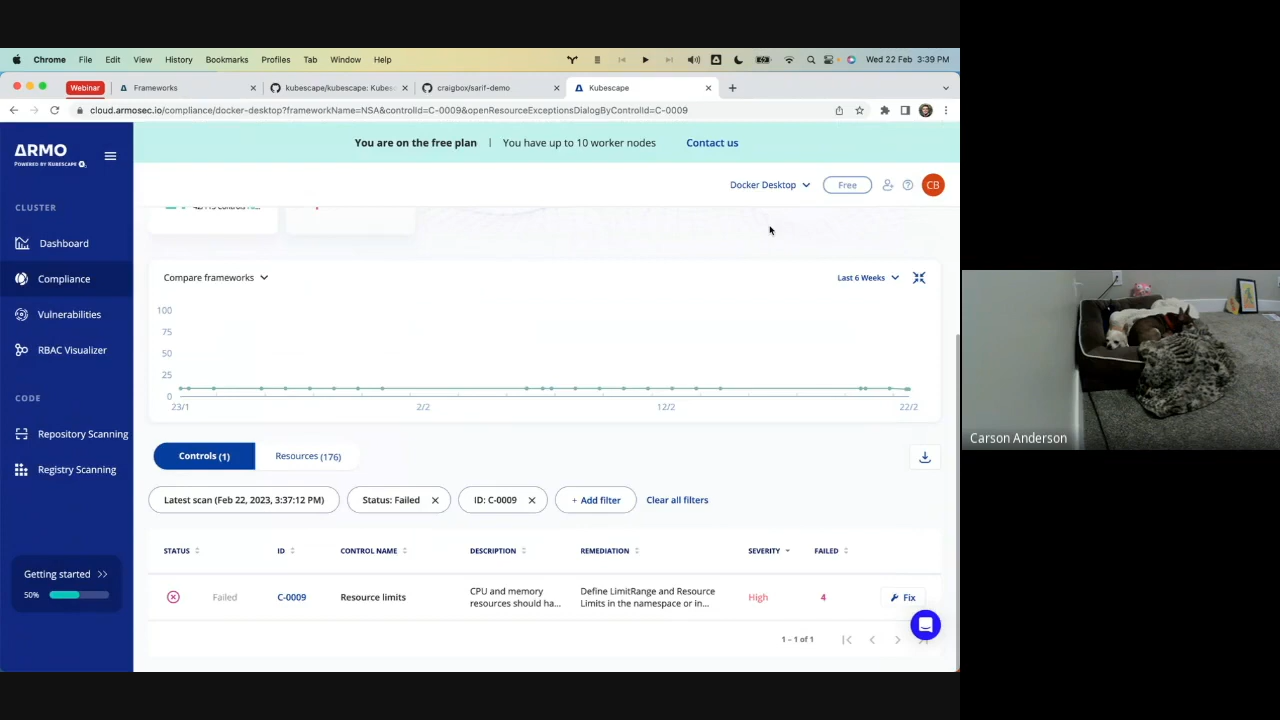 Chrome File Edit View History Bookmarks Profiles Tab Window Help Wed 22 Feb 3:39 PM
Webinar Frameworks kubescape/kubescape: Kubes craigbox/sarif-demo Kubescape
cloud.armosec.io/compliance/docker-desktop?frameworkName=NSA&controlId=C-0009&openResourceExceptionsDialogByControlId=C-0009
You are on the free plan | You have up to 10 worker nodes Contact us
ARMO
POWERED BY KUBESCAPE
Docker Desktop Free CB
CLUSTER
Dashboard
Compliance
Vulnerabilities
RBAC Visualizer
CODE
Repository Scanning
Registry Scanning
Getting started >>
50%
Compare frameworks Last 6 Weeks
100
75
50
25
0
23/1 2/2 12/2 22/2
Controls (1) Resources (176)
Latest scan (Feb 22, 2023, 3:37:12 PM) Status: Failed ID: C-0009 + Add filter Clear all filters
STATUS ID CONTROL NAME DESCRIPTION REMEDIATION SEVERITY FAILED
Failed C-0009 Resource limits CPU and memory resources should ha... Define LimitRange and Resource Limits in the namespace or in... High 4 Fix
1 – 1 of 1
Carson Anderson